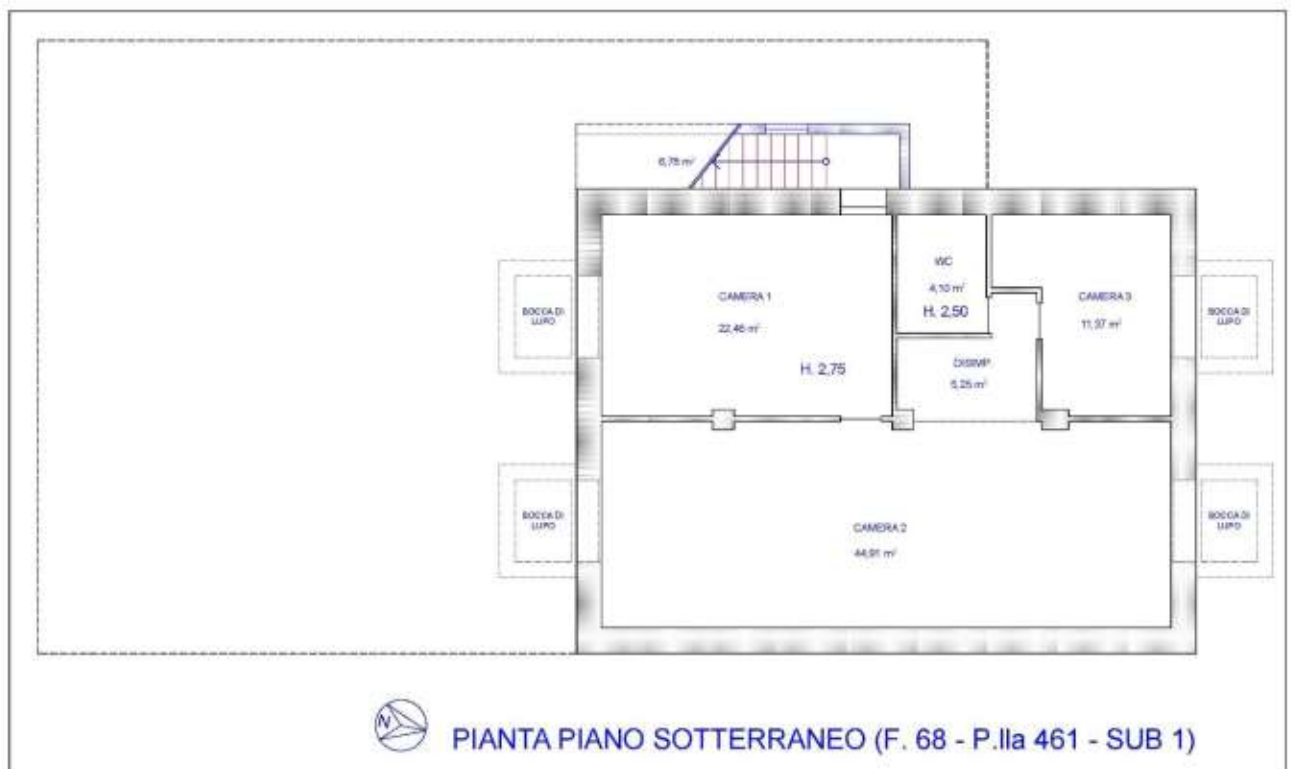 6,75 m²
WC
4,10 m²
H. 2,50
CAMERA 1
22,46 m²
H. 2,75
CAMERA 3
11,37 m²
BOCCA DI
LUPO
BOCCA DI
LUPO
DISIMP.
5,25 m²
BOCCA DI
LUPO
BOCCA DI
LUPO
CAMERA 2
44,91 m²
N
PIANTA PIANO SOTTERRANEO (F. 68 - P.lla 461 - SUB 1)